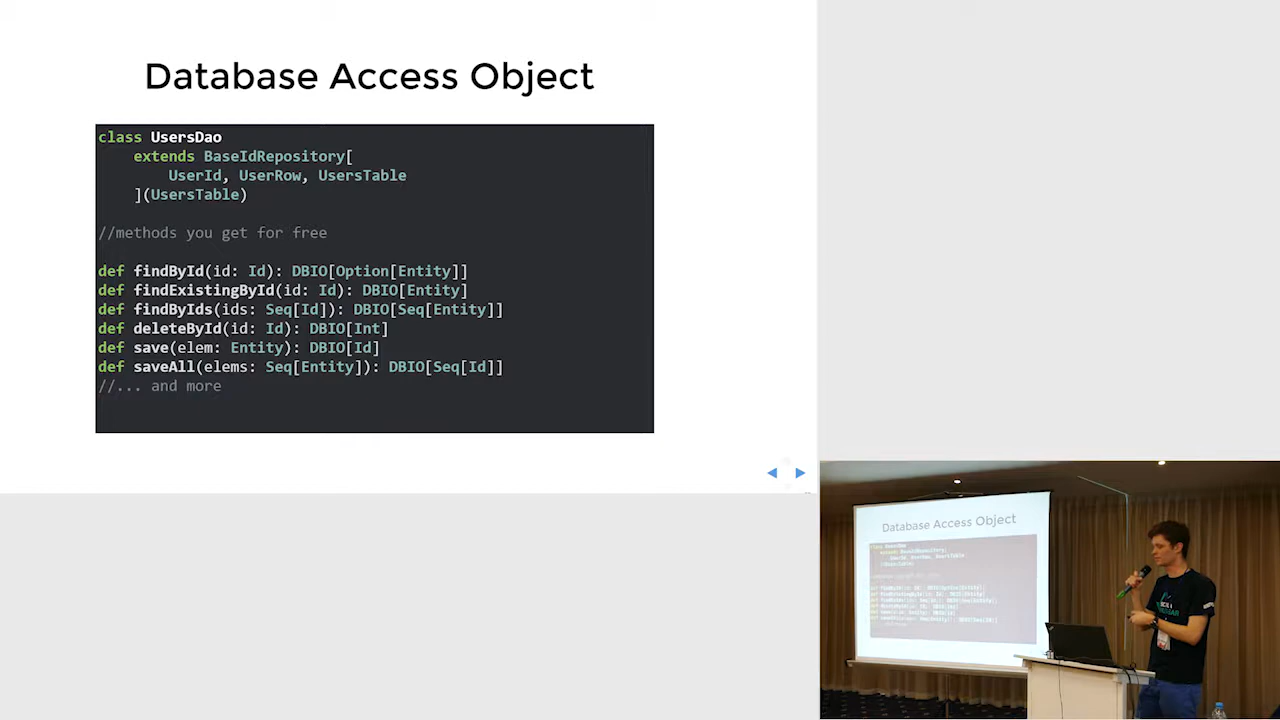 Database Access Object
class UsersDao
extends BaseIdRepository[
UserId, UserRow, UsersTable
](UsersTable)
//methods you get for free
def findById(id: Id): DBIO[Option[Entity]]
def findExistingById(id: Id): DBIO[Entity]
def findByIds(ids: Seq[Id]): DBIO[Seq[Entity]]
def deleteById(id: Id): DBIO[Int]
def save(elem: Entity): DBIO[Id]
def saveAll(elems: Seq[Entity]): DBIO[Seq[Id]]
//... and more
Database Access Object